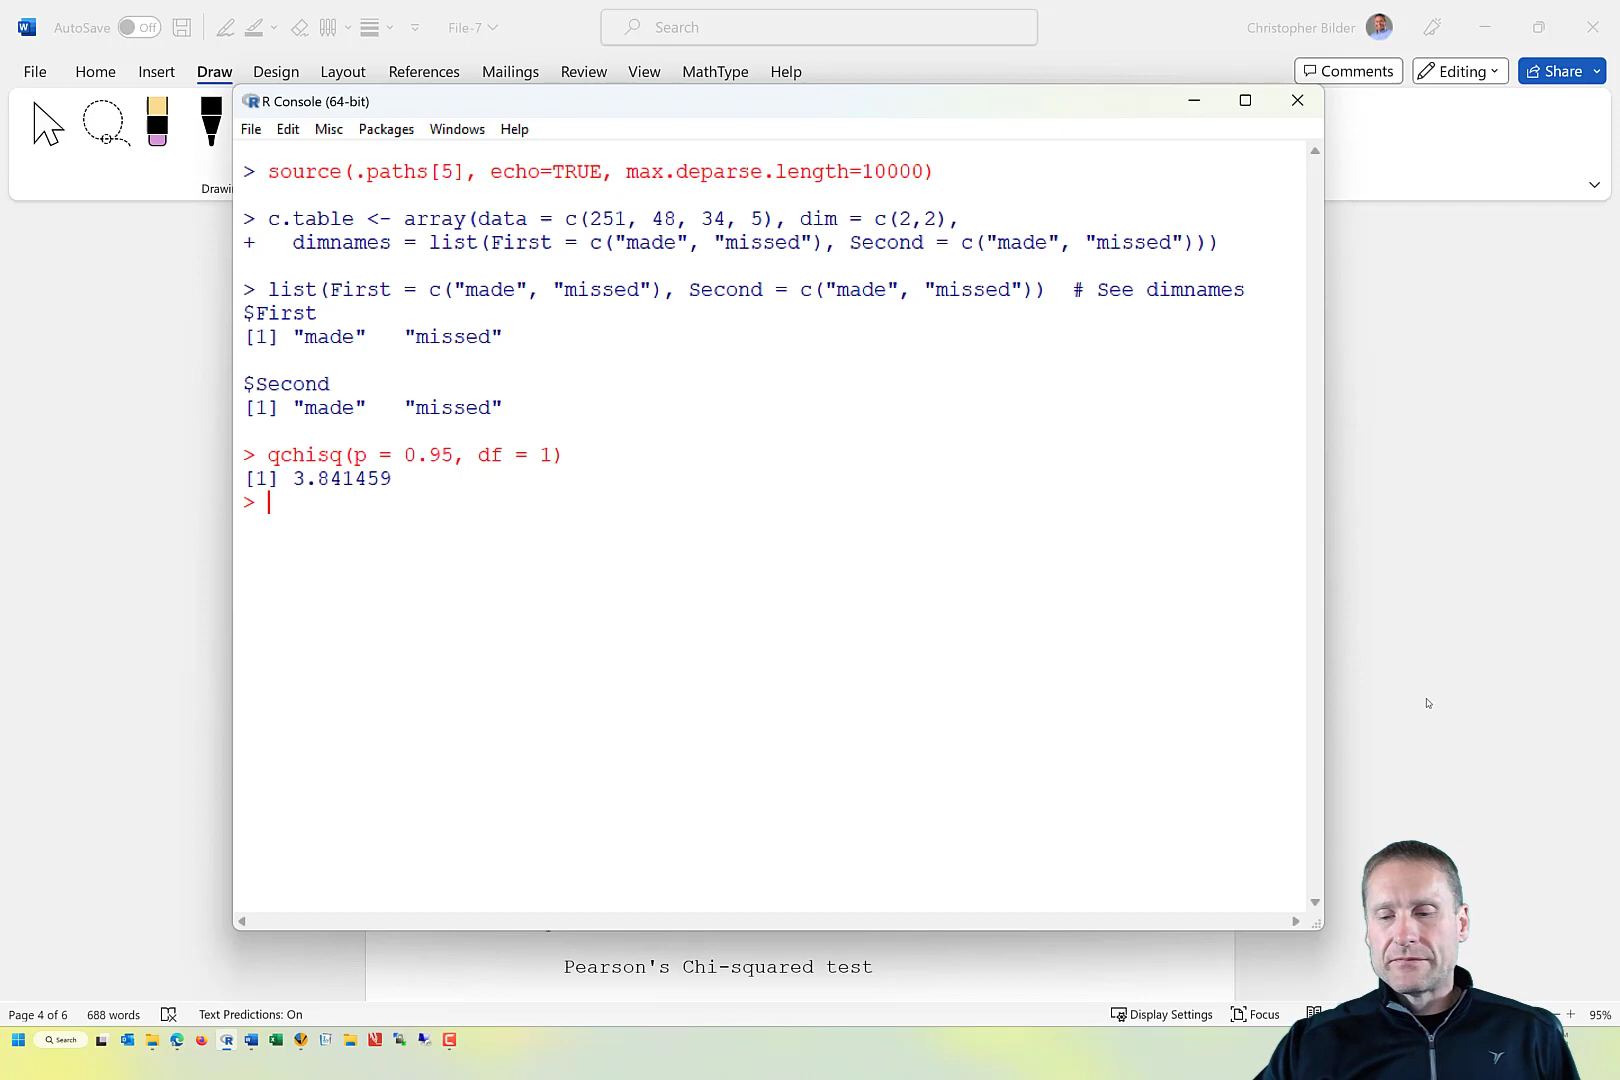 AutoSave Off File-7 Search Christopher Bilder
File Home Insert Draw Design Layout References Mailings Review View MathType Help Comments Editing Share
R Console (64-bit)
File Edit Misc Packages Windows Help
> source(.paths[5], echo=TRUE, max.deparse.length=10000)
> c.table <- array(data = c(251, 48, 34, 5), dim = c(2,2),
+ dimnames = list(First = c("made", "missed"), Second = c("made", "missed")))
> list(First = c("made", "missed"), Second = c("made", "missed")) # See dimnames
$First
[1] "made" "missed"
$Second
[1] "made" "missed"
> qchisq(p = 0.95, df = 1)
[1] 3.841459
>
Pearson's Chi-squared test
Page 4 of 6 688 words Text Predictions: On Display Settings Focus 95%
Search